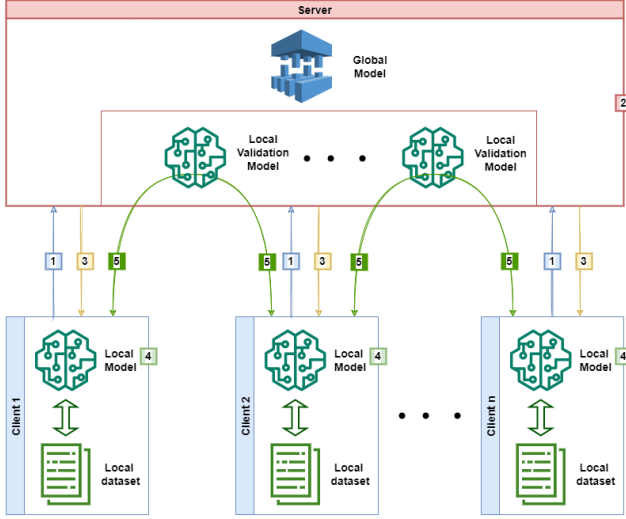 Server
Global
Model
2
Local
Validation
Model
Local
Validation
Model
1
3
5
5
1
3
5
5
1
3
Client 1
Local
Model
4
Local
dataset
Client 2
Local
Model
4
Local
dataset
Client n
Local
Model
4
Local
dataset